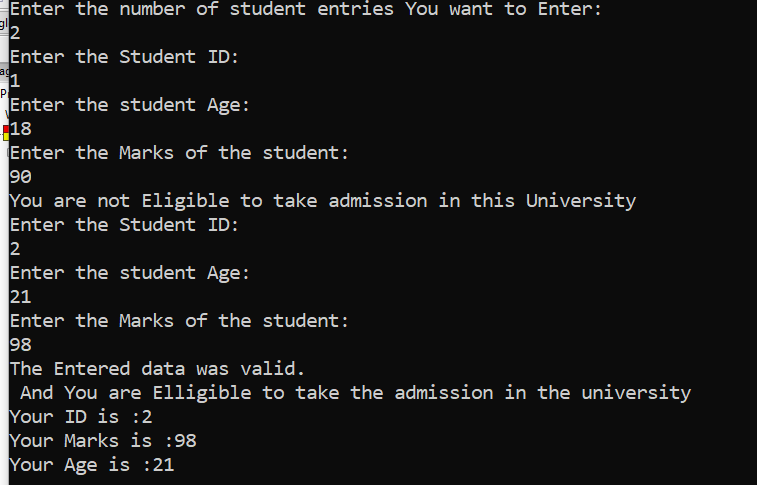 Enter the number of student entries You want to Enter:
2
Enter the Student ID:
1
Enter the student Age:
18
Enter the Marks of the student:
90
You are not Eligible to take admission in this University
Enter the Student ID:
2
Enter the student Age:
21
Enter the Marks of the student:
98
The Entered data was valid.
And You are Elligible to take the admission in the university
Your ID is :2
Your Marks is :98
Your Age is :21